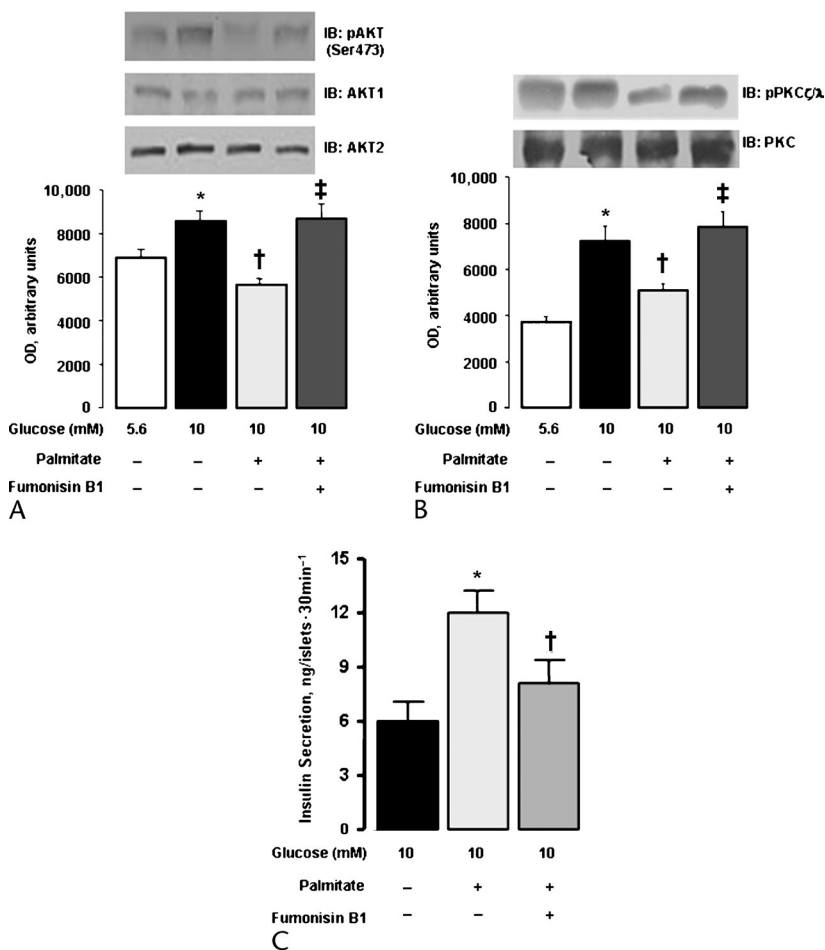 IB: pAKT
(Ser473)
IB: AKT1
IB: AKT2
10,000
8000
6000
4000
2000
0
OD, arbitrary units
*
†
‡
Glucose (mM) 5.6 10 10 10
Palmitate – – + +
Fumonisin B1 – – – +
A
IB: pPKCζ/λ
IB: PKC
10,000
8000
6000
4000
2000
0
OD, arbitrary units
*
†
‡
5.6 10 10 10
Glucose (mM)
Palmitate – – + +
Fumonisin B1 – – – +
B
15
12
9
6
3
0
Insulin Secretion, ng/islets·30min⁻¹
*
†
Glucose (mM) 10 10 10
Palmitate – + +
Fumonisin B1 – – +
C